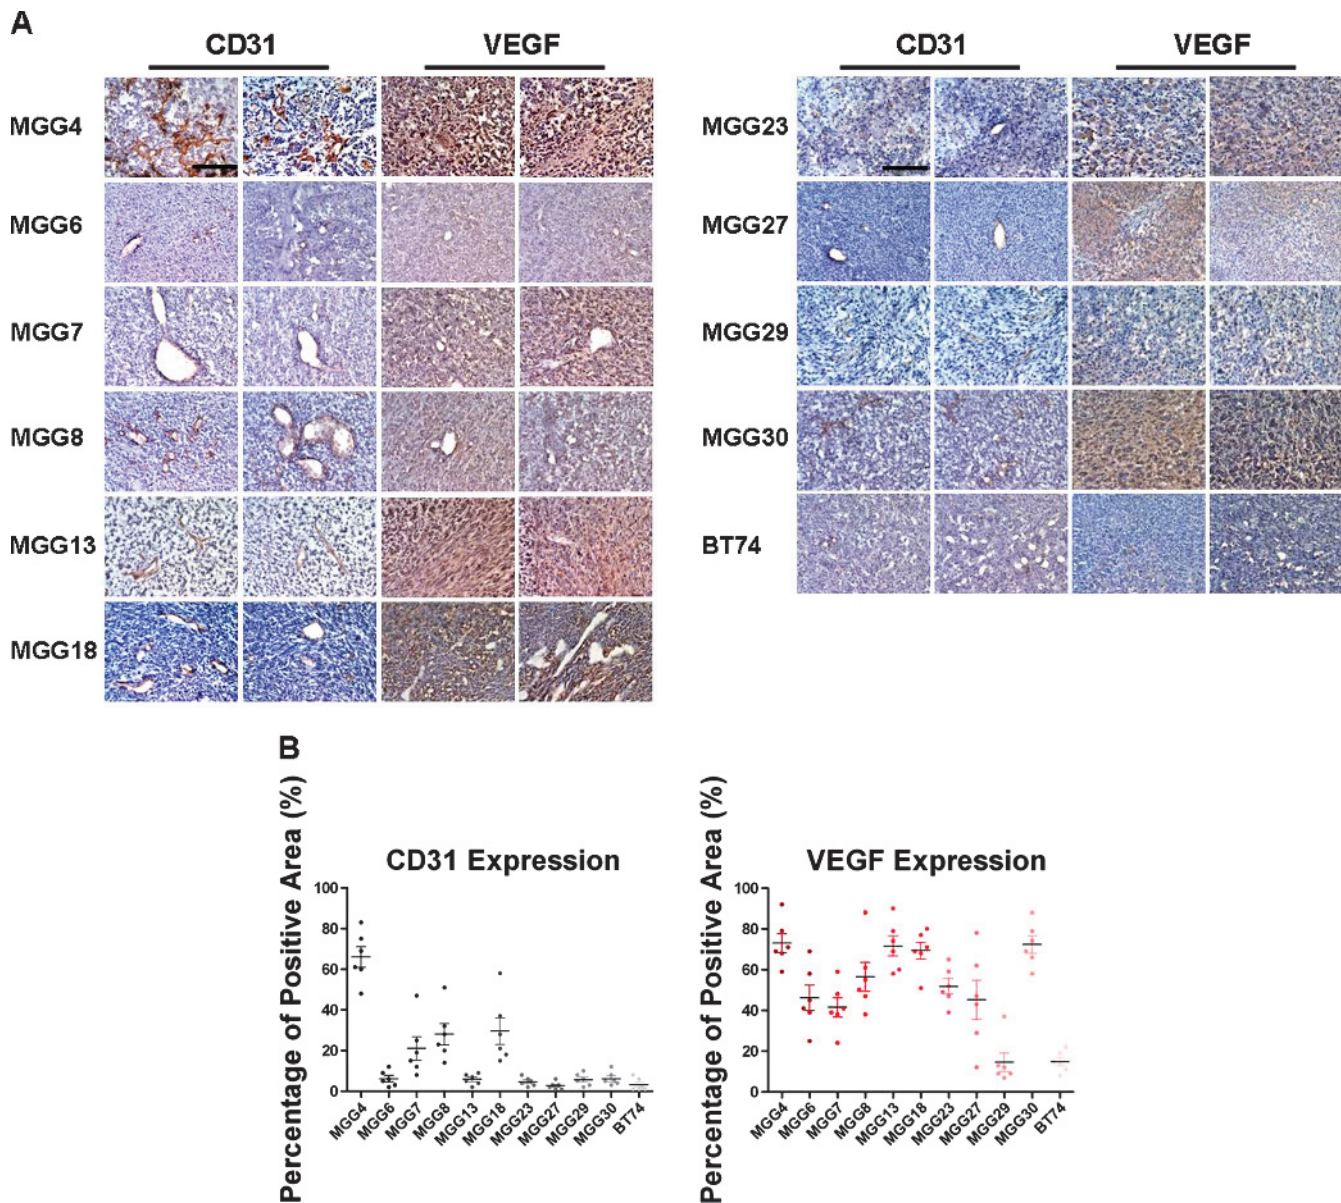 A
CD31 VEGF
MGG4
MGG6
MGG7
MGG8
MGG13
MGG18
CD31 VEGF
MGG23
MGG27
MGG29
MGG30
BT74
B
Percentage of Positive Area (%)
CD31 Expression
100
80
60
40
20
0
MGG4 MGG6 MGG7 MGG8 MGG13 MGG18 MGG23 MGG27 MGG29 MGG30 BT74
Percentage of Positive Area (%)
VEGF Expression
100
80
60
40
20
0
MGG4 MGG6 MGG7 MGG8 MGG13 MGG18 MGG23 MGG27 MGG29 MGG30 BT74